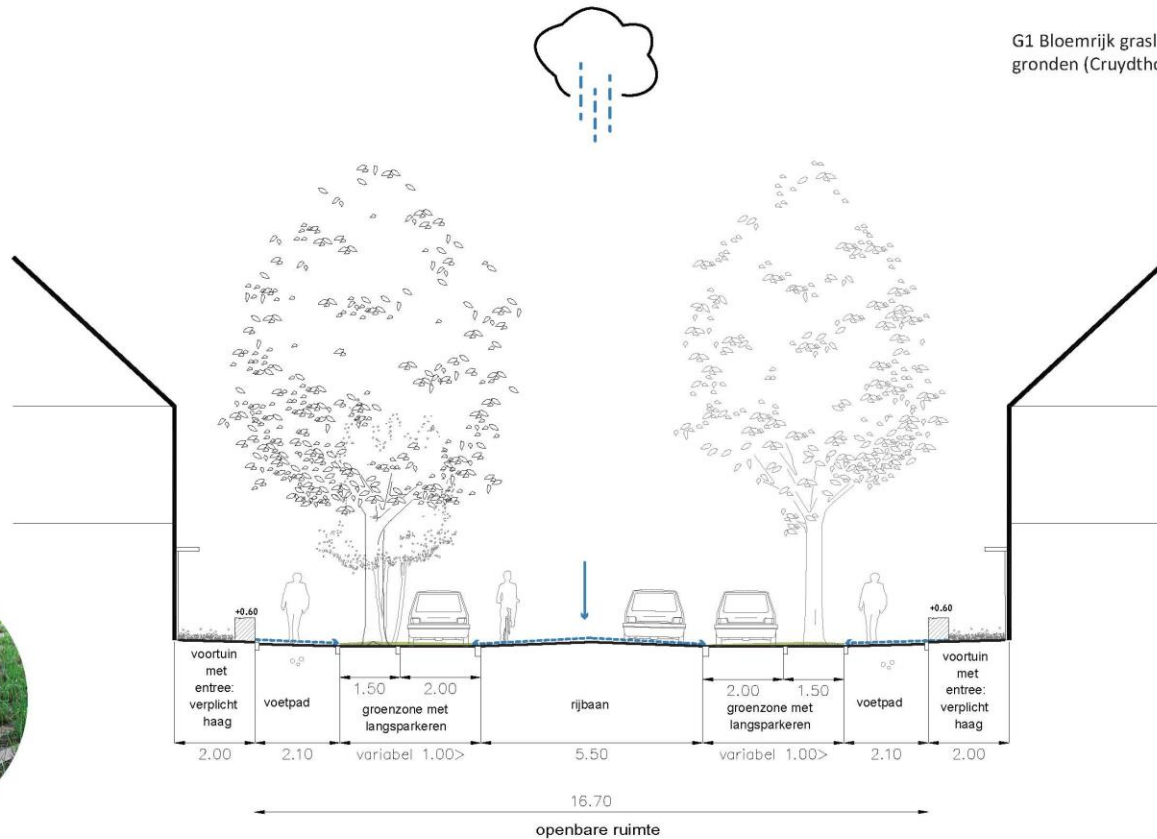 G1 Bloemrijk grasl
gronden (Cruydtho
+0.60
+0.60
voortuin
met
entree:
verplicht
haag
2.00
voetpad
2.10
1.50
2.00
groenzone met
langsparkeren
variabel 1.00>
rijbaan
5.50
2.00
1.50
groenzone met
langsparkeren
variabel 1.00>
voetpad
2.10
voortuin
met
entree:
verplicht
haag
2.00
16.70
openbare ruimte